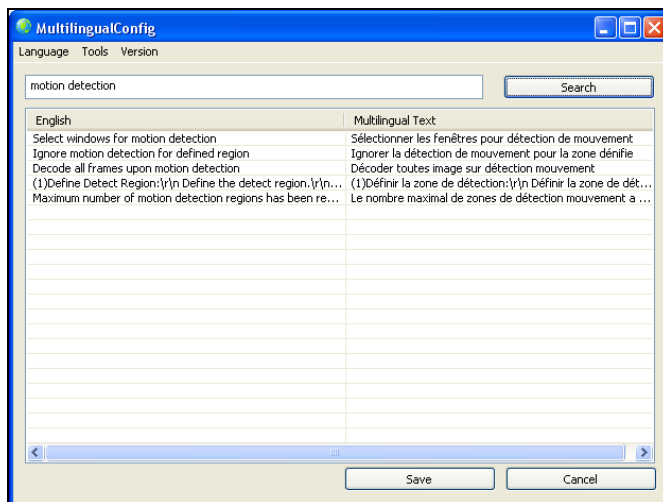 MultilingualConfig
Language Tools Version
motion detection Search
English Multilingual Text
Select windows for motion detection Sélectionner les fenêtres pour détection de mouvement
Ignore motion detection for defined region Ignorer la détection de mouvement pour la zone dénifie
Decode all frames upon motion detection Décoder toutes image sur détection mouvement
(1)Define Detect Region:\r\n Define the detect region.\r\n... (1)Définir la zone de détection:\r\n Définir la zone de dét...
Maximum number of motion detection regions has been re... Le nombre maximal de zones de détection mouvement a ...
Save Cancel